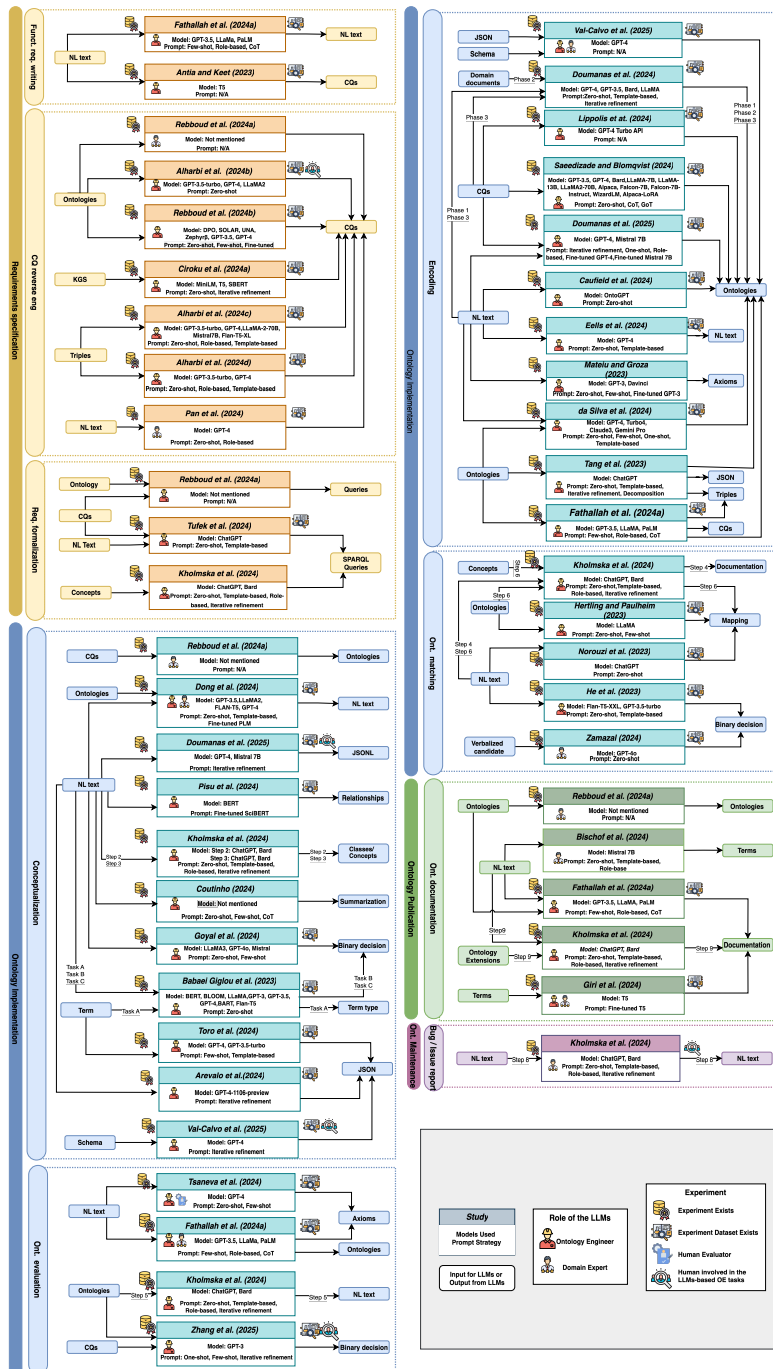 Requirements specification
Funct. req. writing
NL text
Fathallah et al. (2024a)
Model: GPT-3.5, LLaMa, PaLM
Prompt: Few-shot, Role-based, CoT
NL text
Antia and Keet (2023)
Model: T5
Prompt: N/A
CQs
CQ reverse eng
Ontologies
Rebboud et al. (2024a)
Model: Not mentioned
Prompt: N/A
Alharbi et al. (2024b)
Model: GPT-3.5-turbo, GPT-4, LLaMA2
Prompt: Zero-shot
Rebboud et al. (2024b)
Model: DPO, SOLAR, UNA,
Zephyrβ, GPT-3.5, GPT-4
Prompt: Zero-shot, Few-shot, Fine-tuned
CQs
KGS
Ciroku et al. (2024a)
Model: MiniLM, T5, SBERT
Prompt: Zero-shot, Iterative refinement
Triples
Alharbi et al. (2024c)
Model: GPT-3.5-turbo, GPT-4,LLaMA-2-70B,
Mistral7B, Flan-T5-XL
Prompt: Zero-shot, Role-based, Template-based
Alharbi et al. (2024d)
Model: GPT-3.5-turbo, GPT-4
Prompt: Zero-shot, Role-based, Template-based
NL text
Pan et al. (2024)
Model: GPT-4
Prompt: Zero-shot, Role-based
Req. formalization
Ontology
CQs
NL Text
Concepts
Rebboud et al. (2024a)
Model: Not mentioned
Prompt: N/A
Queries
Tufek et al. (2024)
Model: ChatGPT
Prompt: Zero-shot, Template-based
SPARQL
Queries
Kholmska et al. (2024)
Model: ChatGPT, Bard
Prompt: Zero-shot, Template-based, Role-
based, Iterative refinement
Ontology Implementation
Conceptualization
CQs
Rebboud et al. (2024a)
Model: Not mentioned
Prompt: N/A
Ontologies
Ontologies
Dong et al. (2024)
Model: GPT-3.5,LLaMA2,
FLAN-T5, GPT-4
Prompt: Zero-shot, Template-based,
Fine-tuned PLM
NL text
NL text
Doumanas et al. (2025)
Model: GPT-4, Mistral 7B
Prompt: Iterative refinement
JSONL
Pisu et al. (2024)
Model: BERT
Prompt: Fine-tuned SciBERT
Relationships
Step 2
Step 3
Kholmska et al. (2024)
Model: Step 2: ChatGPT, Bard
Step 3: ChatGPT, Bard
Prompt: Zero-shot, Template-based,
Role-based, Iterative refinement
Step 2
Step 3
Classes/
Concepts
Coutinho (2024)
Model: Not mentioned
Prompt: Zero-shot, Few-shot, CoT
Summarization
Goyal et al. (2024)
Model: LLaMA3, GPT-4o, Mistral
Prompt: Zero-shot, Few-shot
Binary decision
Task A
Task B
Task C
Task B
Task C
Babaei Giglou et al. (2023)
Model: BERT, BLOOM, LLaMA,GPT-3, GPT-3.5,
GPT-4,BART, Flan-T5
Prompt: Zero-shot
Term
Task A
Task A
Term type
Toro et al. (2024)
Model: GPT-4, GPT-3.5-turbo
Prompt: Few-shot, Template-based
JSON
Arevalo.(2024)
Model: GPT-4-1106-preview
Prompt: Iterative refinement
Schema
Val-Calvo et al. (2025)
Model: GPT-4
Prompt: Iterative refinement
Ont. evaluation
NL text
Tsaneva et al. (2024)
Model: GPT-4
Prompt: Zero-shot, Few-shot
Axioms
Fathallah et al. (2024a)
Model: GPT-3.5, LLaMa, PaLM
Prompt: Few-shot, Role-based, CoT
Ontologies
Ontologies
Step 5
Kholmska et al. (2024)
Model: ChatGPT, Bard
Prompt: Zero-shot, Template-based,
Role-based, Iterative refinement
Step 5
NL text
CQs
Zhang et al. (2025)
Model: GPT-3
Prompt: One-shot, Few-shot, Iterative refinement
Binary decision
Ontology Implementation
Encoding
JSON
Schema
Val-Calvo et al. (2025)
Model: GPT-4
Prompt: N/A
Domain
documents
Phase 2
Doumanas et al. (2024)
Model: GPT-4, GPT-3.5, Bard, LLaMA
Prompt:Zero-shot, Template-based,
Iterative refinement
Phase 1
Phase 2
Phase 3
Phase 3
Lippolis et al. (2024)
Model: GPT-4 Turbo API
Prompt: N/A
CQs
Saeedizade and Blomqvist (2024)
Model: GPT-3.5, GPT-4, Bard,LLaMA-7B, LLaMA-
13B, LLaMA2-70B, Alpaca, Falcon-7B, Falcon-7B-
Instruct, WizardLM, Alpaca-LoRA
Prompt: Zero-shot, CoT, GoT
Phase 1
Phase 3
Doumanas et al. (2025)
Model: GPT-4, Mistral 7B
Prompt: Iterative refinement, One-shot, Role-
based, Fine-tuned GPT-4,Fine-tuned Mistral 7B
Caufield et al. (2024)
Model: OntoGPT
Prompt: Zero-shot
Ontologies
NL text
Eells et al. (2024)
Model: GPT-4
Prompt: Zero-shot, Template-based
NL text
Mateiu and Groza
(2023)
Model: GPT-3, Davinci
Prompt: Zero-shot, Few-shot, Fine-tuned GPT-3
Axioms
da Silva et al. (2024)
Model: GPT-4, Turbo4,
Claude3, Gemini Pro
Prompt: Zero-shot, Few-shot, One-shot,
Template-based
Ontologies
Tang et al. (2023)
Model: ChatGPT
Prompt: Zero-shot, Template-based,
Iterative refinement, Decomposition
JSON
Triples
Fathallah et al. (2024a)
Model: GPT-3.5, LLaMA, PaLM
Prompt: Few-shot, Role-based, CoT
CQs
Ont. matching
Concepts
Step 6
Kholmska et al. (2024)
Model: ChatGPT, Bard
Prompt: Zero-shot,Template-based,
Role-based, Iterative refinement
Step 4
Documentation
Step 6
Step 6
Ontologies
Hertling and Paulheim
(2023)
Model: LLaMA
Prompt: Zero-shot, Few-shot
Mapping
Step 4
Step 6
Norouzi et al. (2023)
Model: ChatGPT
Prompt: Zero-shot
NL text
He et al. (2023)
Model: Flan-T5-XXL, GPT-3.5-turbo
Prompt: Zero-shot, Template-based
Binary decision
Verbalized
candidate
Zamazal (2024)
Model: GPT-4o
Prompt: Zero-shot
Ontology Publication
Ont. documentation
Ontologies
Rebboud et al. (2024a)
Model: Not mentioned
Prompt: N/A
Ontologies
NL text
Bischof et al. (2024)
Model: Mistral 7B
Prompt: Zero-shot, Template-based,
Role-base
Terms
Fathallah et al. (2024a)
Model: GPT-3.5, LLaMA, PaLM
Prompt: Few-shot, Role-based, CoT
Step9
Ontology
Extensions
Step 9
Kholmska et al. (2024)
Model: ChatGPT, Bard
Prompt: Zero-shot, Template-based,
Role-based, Iterative refinement
Step 9
Documentation
Terms
Giri et al. (2024)
Model: T5
Prompt: Fine-tuned T5
Ont. Maintenance
Bug / issue report
NL text
Step 8
Kholmska et al. (2024)
Model: ChatGPT, Bard
Prompt: Zero-shot, Template-based,
Role-based, Iterative refinement
Step 8
NL text
Study
Models Used
Prompt Strategy
Input for LLMs or
Output from LLMs
Role of the LLMs
Ontology Engineer
Domain Expert
Experiment
Experiment Exists
Experiment Dataset Exists
Human Evaluator
Human involved in the
LLMs-based OE tasks